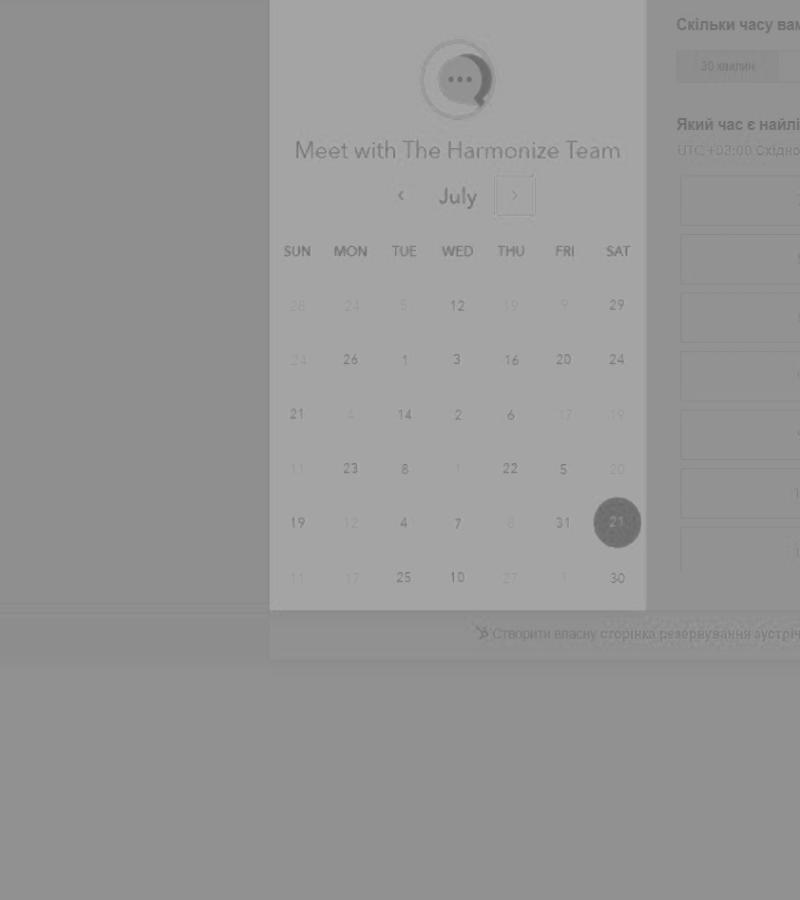 Meet with The Harmonize Team
July
SUN MON TUE WED THU FRI SAT
28 24 5 12 19 9 29
24 26 1 3 16 20 24
21 4 14 2 6 17 19
11 23 8 1 22 5 20
19 12 4 7 8 31 21
11 17 25 10 27 1 30
Скільки часу вам
30 хвилин
Який час є найлі
UTC +03:00 Східно
Створити власну сторінка резервування зустріч